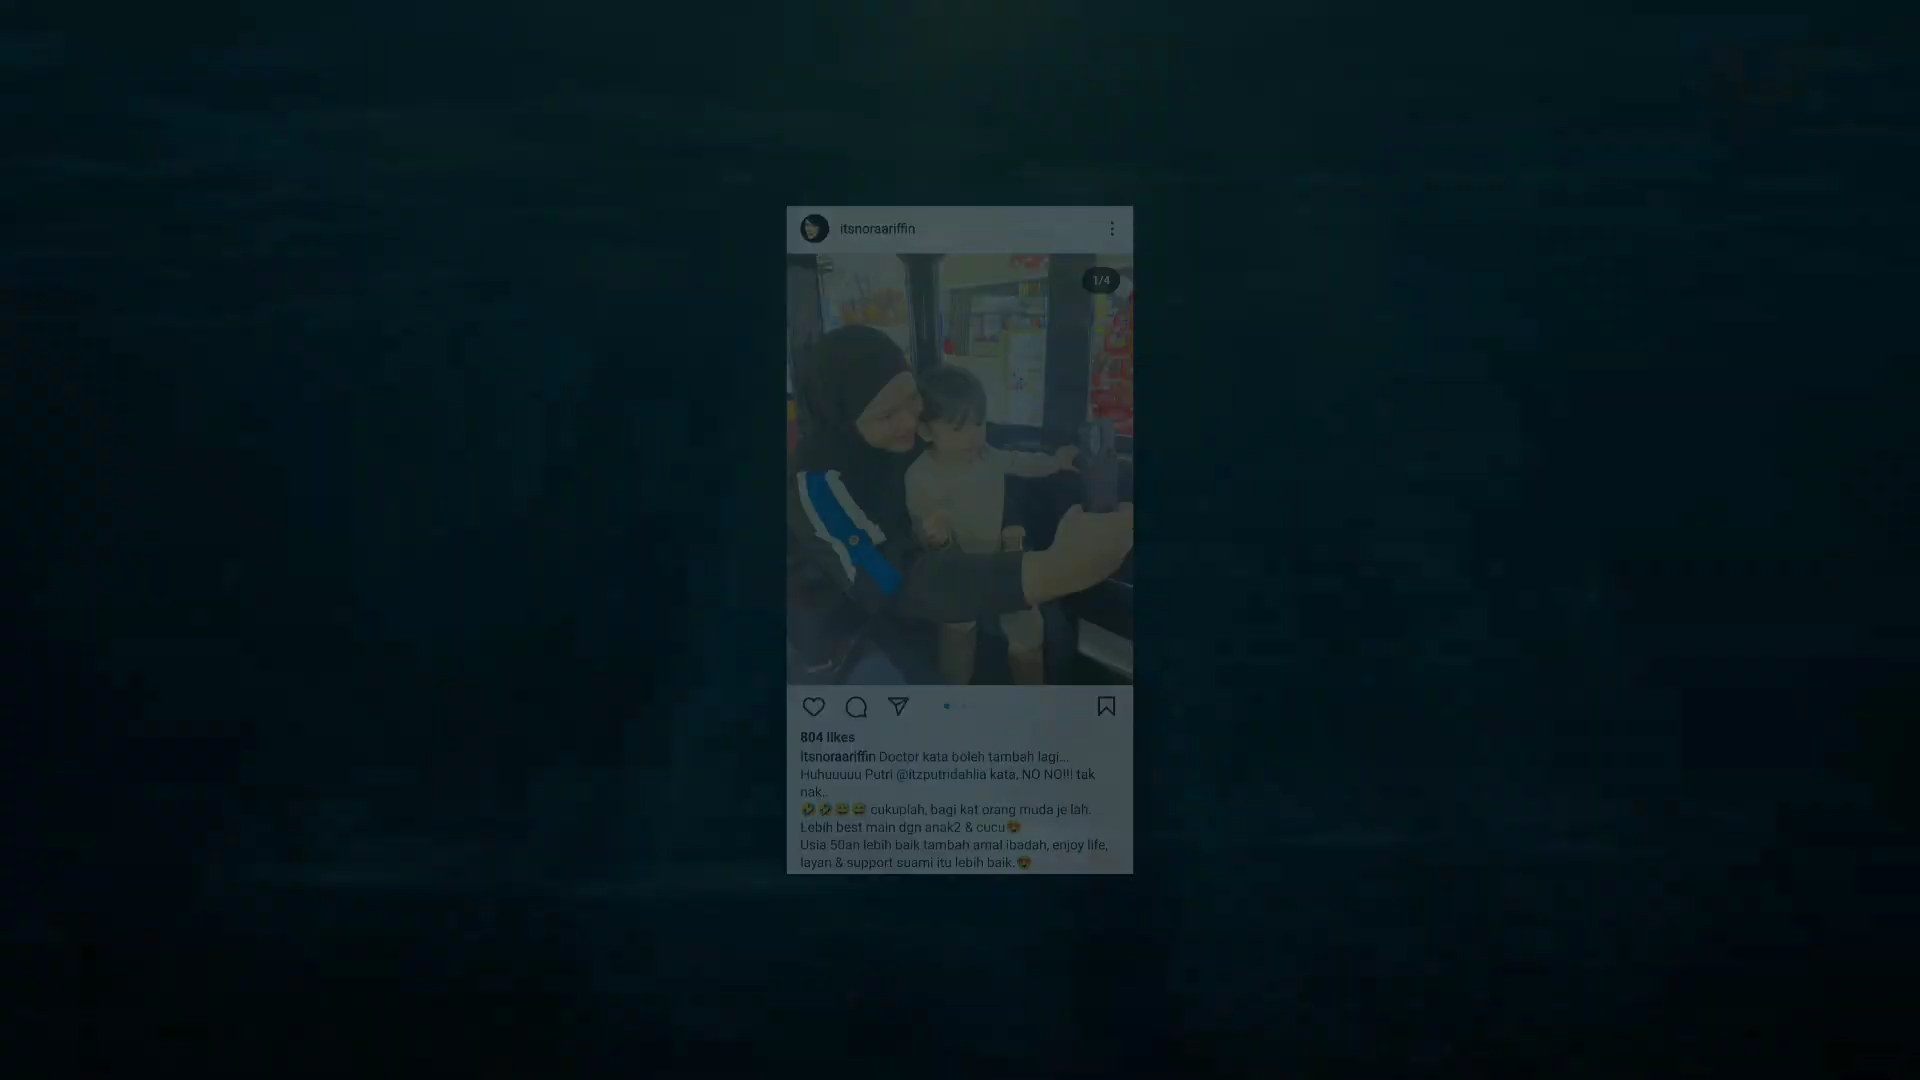 itsnoraariffin
1/4
804 likes
itsnoraariffin Doctor kata boleh tambah lagi...
Huhuuuuu Putri @itzputridahlia kata, NO NO!!! tak
nak..
🤣🤣😅😅 cukuplah, bagi kat orang muda je lah.
Lebih best main dgn anak2 & cucu😍
Usia 50an lebih baik tambah amal ibadah, enjoy life,
layan & support suami itu lebih baik.😍